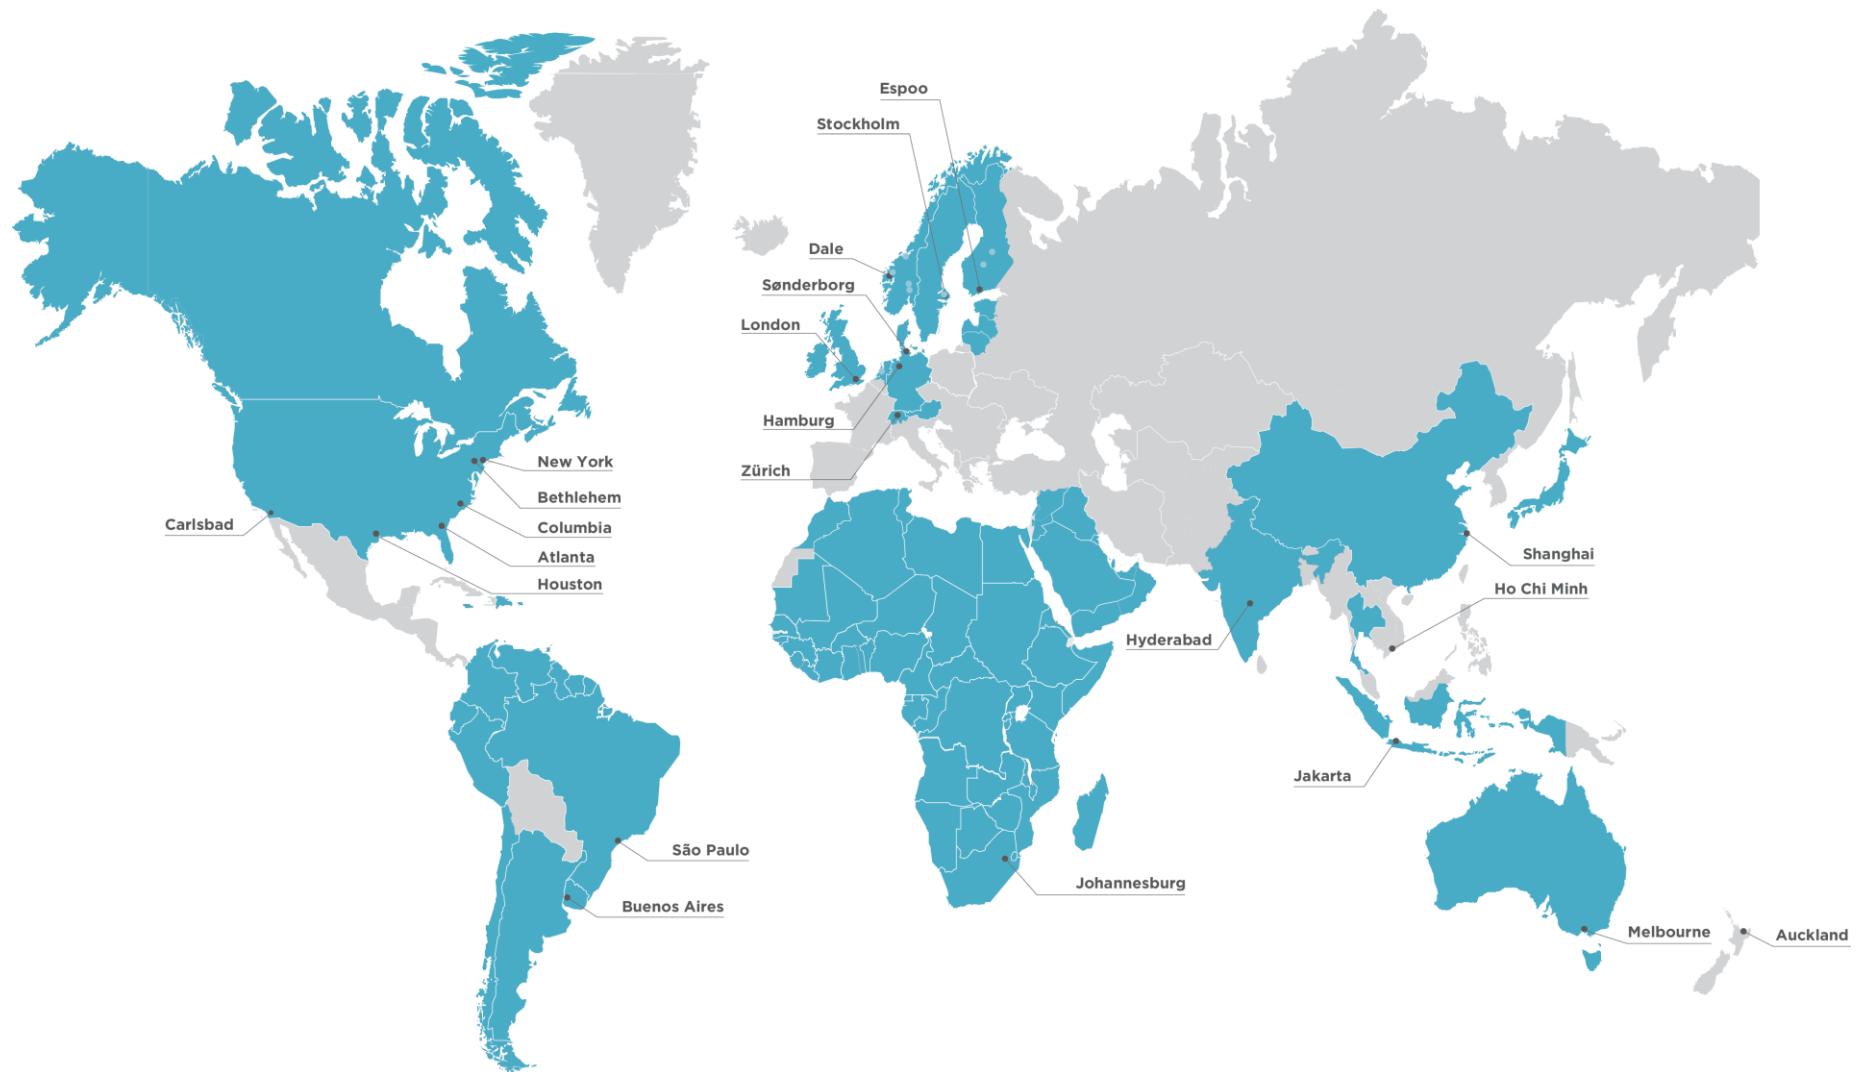 Espoo
Stockholm
Dale
Sønderborg
London
Hamburg
Zürich
New York
Bethlehem
Carlsbad
Columbia
Atlanta
Houston
Shanghai
Ho Chi Minh
Hyderabad
Jakarta
São Paulo
Johannesburg
Buenos Aires
Melbourne
Auckland